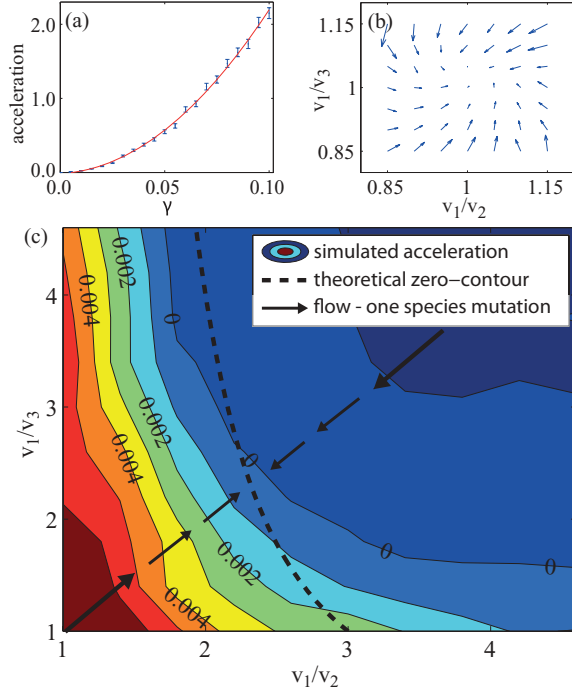 (a)
2.0
1.0
0.0
acceleration
0.05
0.10
γ
(b)
1.15
1
0.85
v1/v3
0.85
1
1.15
v1/v2
(c)
simulated acceleration
theoretical zero−contour
flow - one species mutation
4
3
2
1
v1/v3
0.004
0.002
0
0.004
0.002
0
0.002
0.004
0
0
1
2
3
4
v1/v2